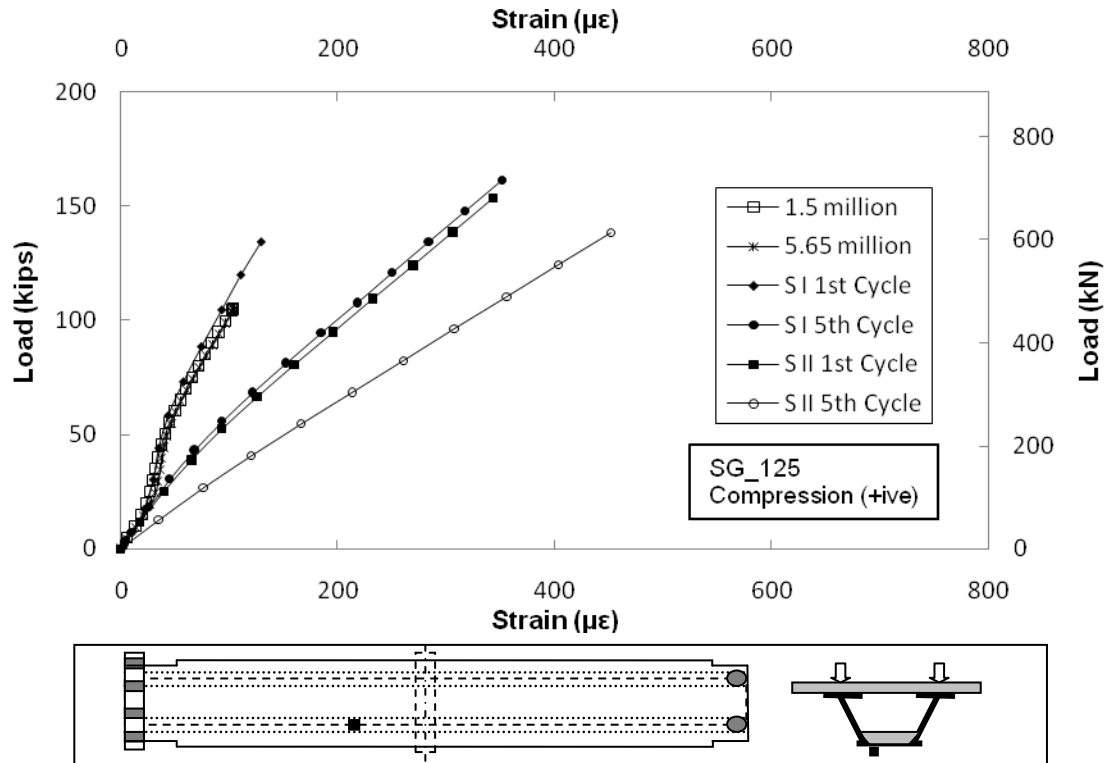 Strain (με)
0 200 400 600 800
200
150
100
50
0
Load (kips)
800
600
400
200
0
Load (kN)
1.5 million
5.65 million
S I 1st Cycle
S I 5th Cycle
S II 1st Cycle
S II 5th Cycle
SG_125
Compression (+ive)
0 200 400 600 800
Strain (με)